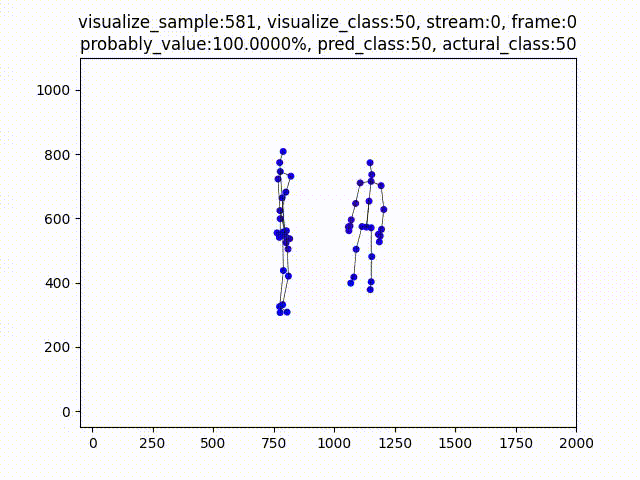 visualize_sample:581, visualize_class:50, stream:0, frame:0
probably_value:100.0000%, pred_class:50, actural_class:50
1000
800
600
400
200
0
0 250 500 750 1000 1250 1500 1750 2000